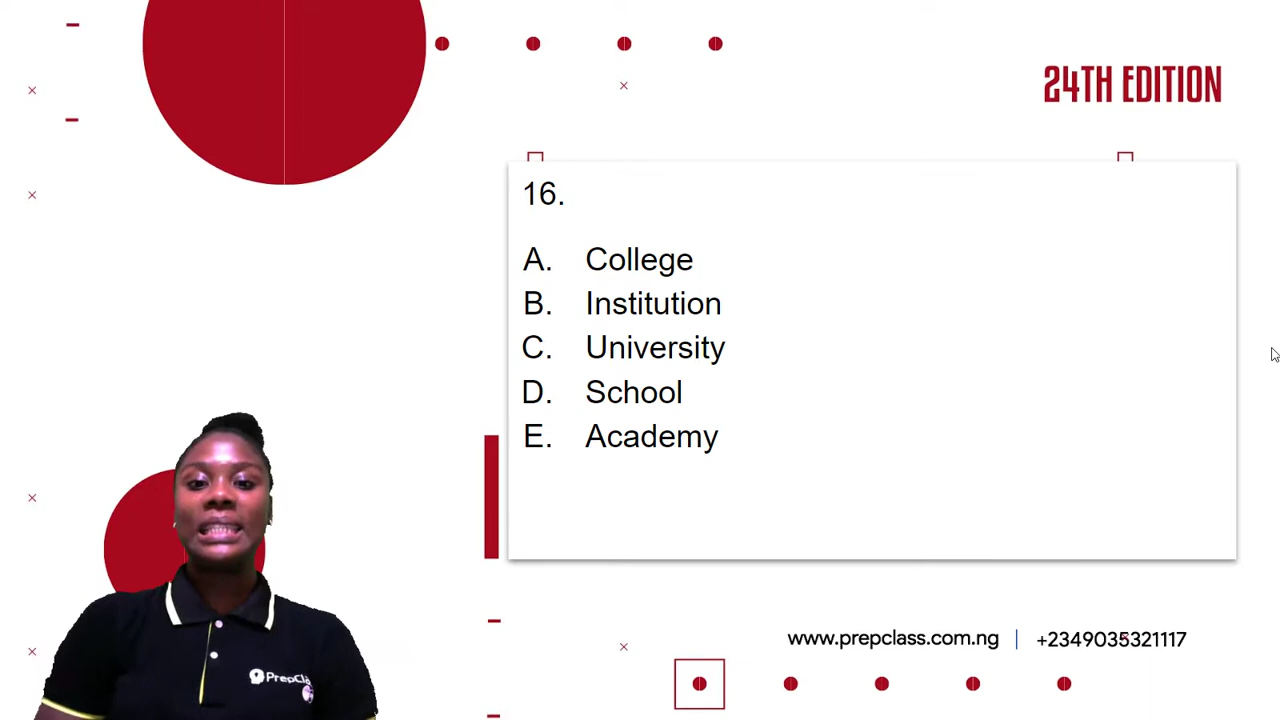 24TH EDITION
16.
A. College
B. Institution
C. University
D. School
E. Academy
www.prepclass.com.ng | +2349035321117